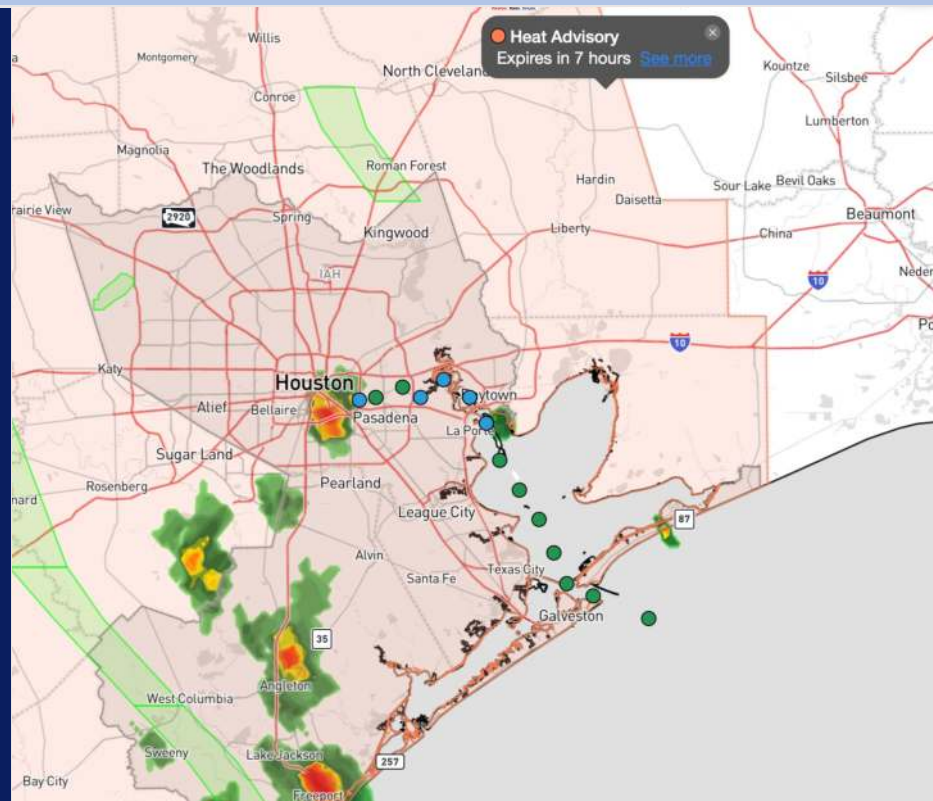 Willis
Heat Advisory
Expires in 7 hours See more
Montgomery
North Cleveland
Kountze
Silsbee
Conroe
Lumberton
Magnolia
The Woodlands
Roman Forest
Hardin
Sour Lake
Bevil Oaks
Daisetta
rairie View
2920
Spring
Kingwood
Liberty
China
Beaumont
IAH
10
Neder
10
Po
Katy
Houston
ytown
Alief
Bellaire
Pasadena
La Porte
Sugar Land
Pearland
Rosenberg
nard
League City
87
Alvin
Texas City
Santa Fe
Galveston
35
Angleton
West Columbia
Sweeny
Lake Jackson
257
Bay City
Freeport